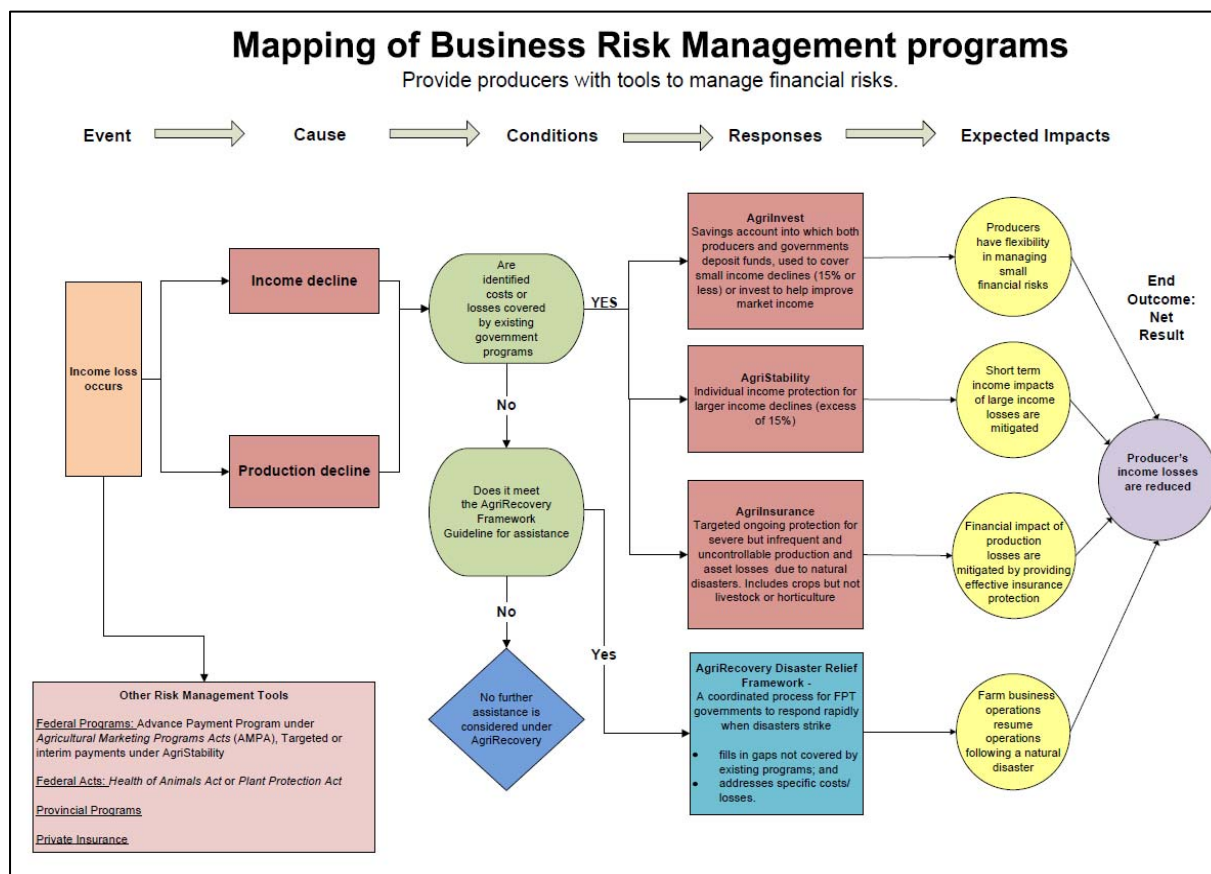 Mapping of Business Risk Management programs
Provide producers with tools to manage financial risks.
Event
Cause
Conditions
Responses
Expected Impacts
Income loss
occurs
Income decline
Production decline
Are
identified
costs or
losses covered
by existing
government
programs
YES
No
Does it meet
the AgriRecovery
Framework
Guideline for assistance
No
Yes
No further
assistance is
considered under
AgriRecovery
AgriInvest
Savings account into which both
producers and governments
deposit funds, used to cover
small income declines (15% or
less) or invest to help improve
market income
AgriStability
Individual income protection for
larger income declines (excess
of 15%)
AgriInsurance
Targeted ongoing protection for
severe but infrequent and
uncontrollable production and
asset losses due to natural
disasters. Includes crops but not
livestock or horticulture
AgriRecovery Disaster Relief
Framework -
A coordinated process for FPT
governments to respond rapidly
when disasters strike
• fills in gaps not covered by
existing programs; and
• addresses specific costs/
losses.
Producers
have flexibility
in managing
small
financial risks
Short term
income impacts
of large income
losses are
mitigated
Financial impact of
production
losses are
mitigated by providing
effective insurance
protection
Farm business
operations
resume
operations
following a natural
disaster
End
Outcome:
Net
Result
Producer's
income losses
are reduced
Other Risk Management Tools
Federal Programs: Advance Payment Program under
Agricultural Marketing Programs Acts (AMPA), Targeted or
interim payments under AgriStability
Federal Acts: Health of Animals Act or Plant Protection Act
Provincial Programs
Private Insurance